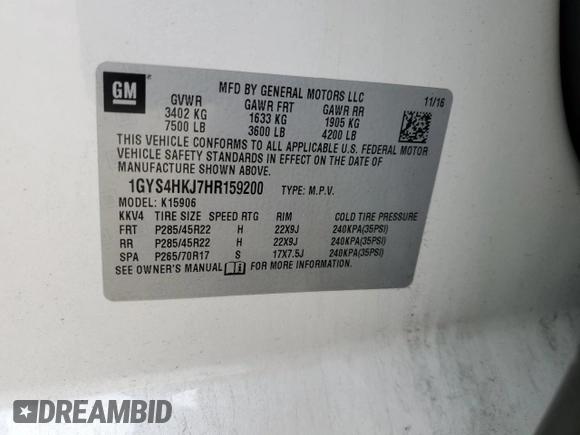 GM
MFD BY GENERAL MOTORS LLC 11/16
GVWR GAWR FRT GAWR RR
3402 KG 1633 KG 1905 KG
7500 LB 3600 LB 4200 LB
THIS VEHICLE CONFORMS TO ALL APPLICABLE U.S. FEDERAL MOTOR
VEHICLE SAFETY STANDARDS IN EFFECT ON THE DATE OF
MANUFACTURE SHOWN ABOVE.
1GYS4HKJ7HR159200 TYPE: M.P.V.
MODEL: K15906
KKV4 TIRE SIZE SPEED RTG RIM COLD TIRE PRESSURE
FRT P285/45R22 H 22X9J 240KPA(35PSI)
RR P285/45R22 H 22X9J 240KPA(35PSI)
SPA P265/70R17 S 17X7.5J 240KPA(35PSI)
SEE OWNER'S MANUAL FOR MORE INFORMATION.
DREAMBID